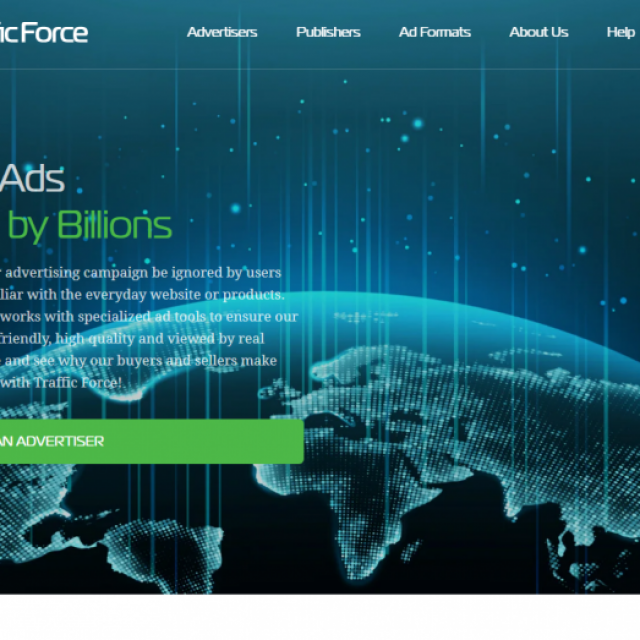 ic Force
Advertisers Publishers Ad Formats About Us Help
Ads
by Billions
advertising campaign be ignored by users
liar with the everyday website or products.
works with specialized ad tools to ensure our
friendly, high quality and viewed by real
and see why our buyers and sellers make
with Traffic Force!
AN ADVERTISER